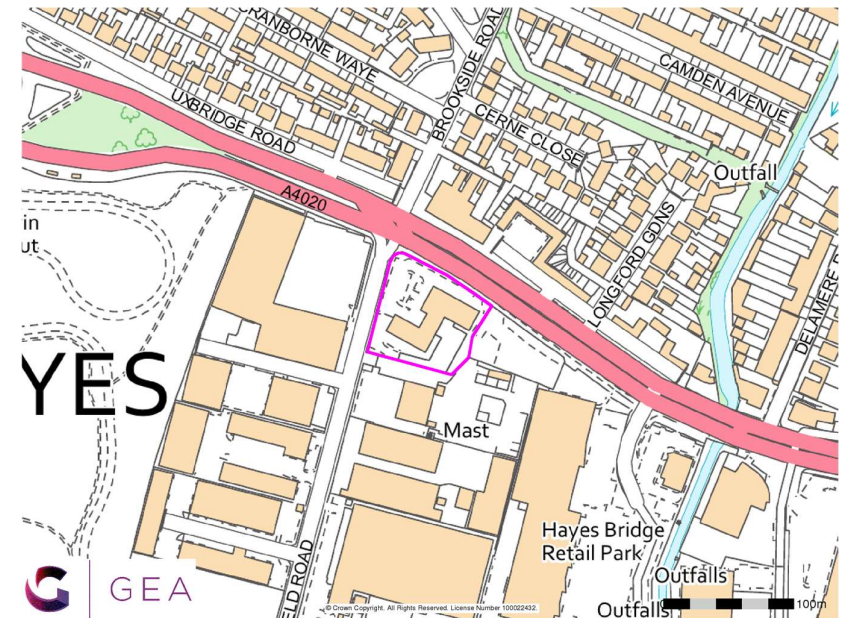 CRANBORNE WAYE
BROOKSIDE ROAD
CAMDEN AVENUE
UXBRIDGE ROAD
CERNE CLOSE
Outfall
A4020
in
ut
LONGFORD GDNS
DELAMERE R
YES
Mast
Hayes Bridge
Retail Park
ELD ROAD
Outfalls
Outfalls
GEA
© Crown Copyright. All Rights Reserved. License Number 100022432.
0
100m